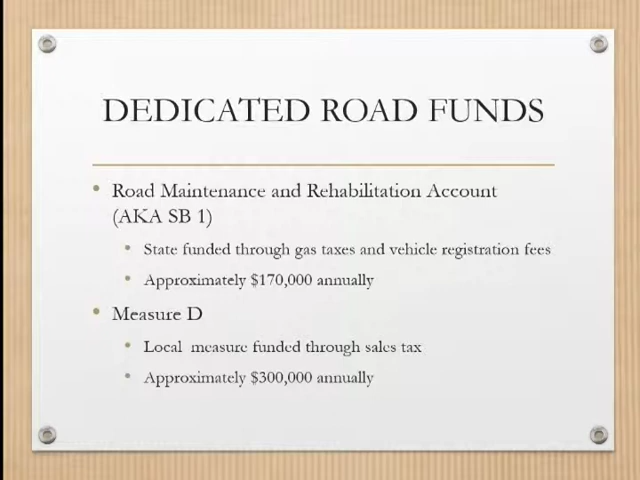 DEDICATED ROAD FUNDS
• Road Maintenance and Rehabilitation Account
(AKA SB 1)
• State funded through gas taxes and vehicle registration fees
• Approximately $170,000 annually
• Measure D
• Local measure funded through sales tax
• Approximately $300,000 annually